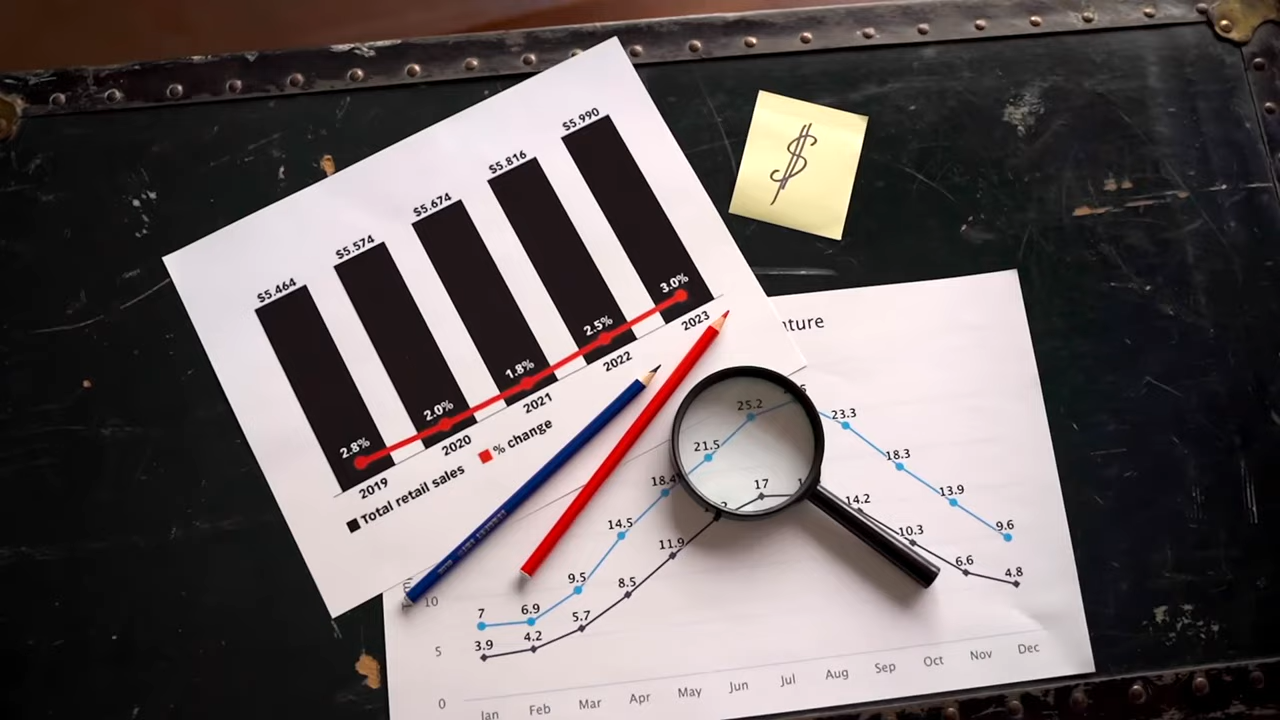 $5.464 $5.574 $5.674 $5.816 $5.990
2.8% 2.0% 1.8% 2.5% 3.0%
2019 2020 2021 2022 2023
Total retail sales % change
$
25.2 23.3
21.5
18.4 17 18.3
14.5 14.2 13.9
11.9 10.3 9.6
9.5 8.5 6.6 4.8
10
7 6.9 5.7
3.9 4.2
5
0
Jan Feb Mar Apr May Jun Jul Aug Sep Oct Nov Dec